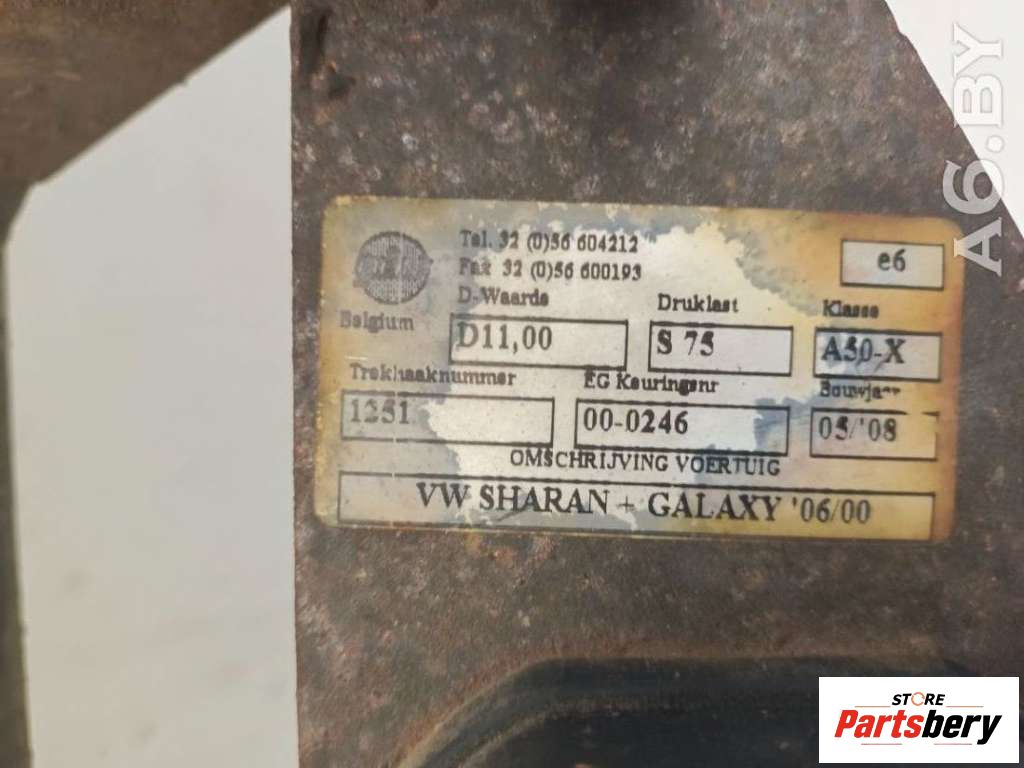 Tel. 32 (0)56 604212
Fax 32 (0)56 600193
e6
Belgium
D-Waarde Druklast Klasse
D11,00 S 75 A50-X
Trekhaaknummer EG Keuringsnr Bouwjaar
1251 00-0246 05/'08
OMSCHRIJVING VOERTUIG
VW SHARAN + GALAXY '06/00
A6.BY
STORE
Partsbery